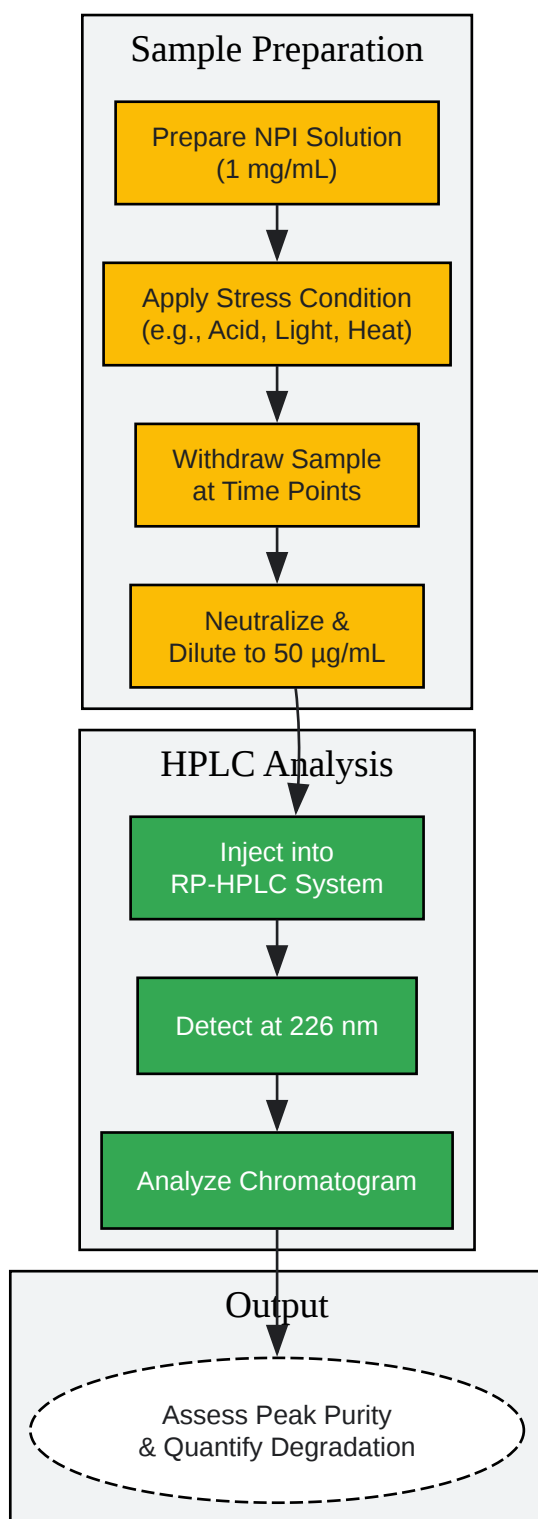 Sample Preparation
Prepare NPI Solution
(1 mg/mL)
Apply Stress Condition
(e.g., Acid, Light, Heat)
Withdraw Sample
at Time Points
Neutralize &
Dilute to 50 µg/mL
HPLC Analysis
Inject into
RP-HPLC System
Detect at 226 nm
Analyze Chromatogram
Output
Assess Peak Purity
& Quantify Degradation